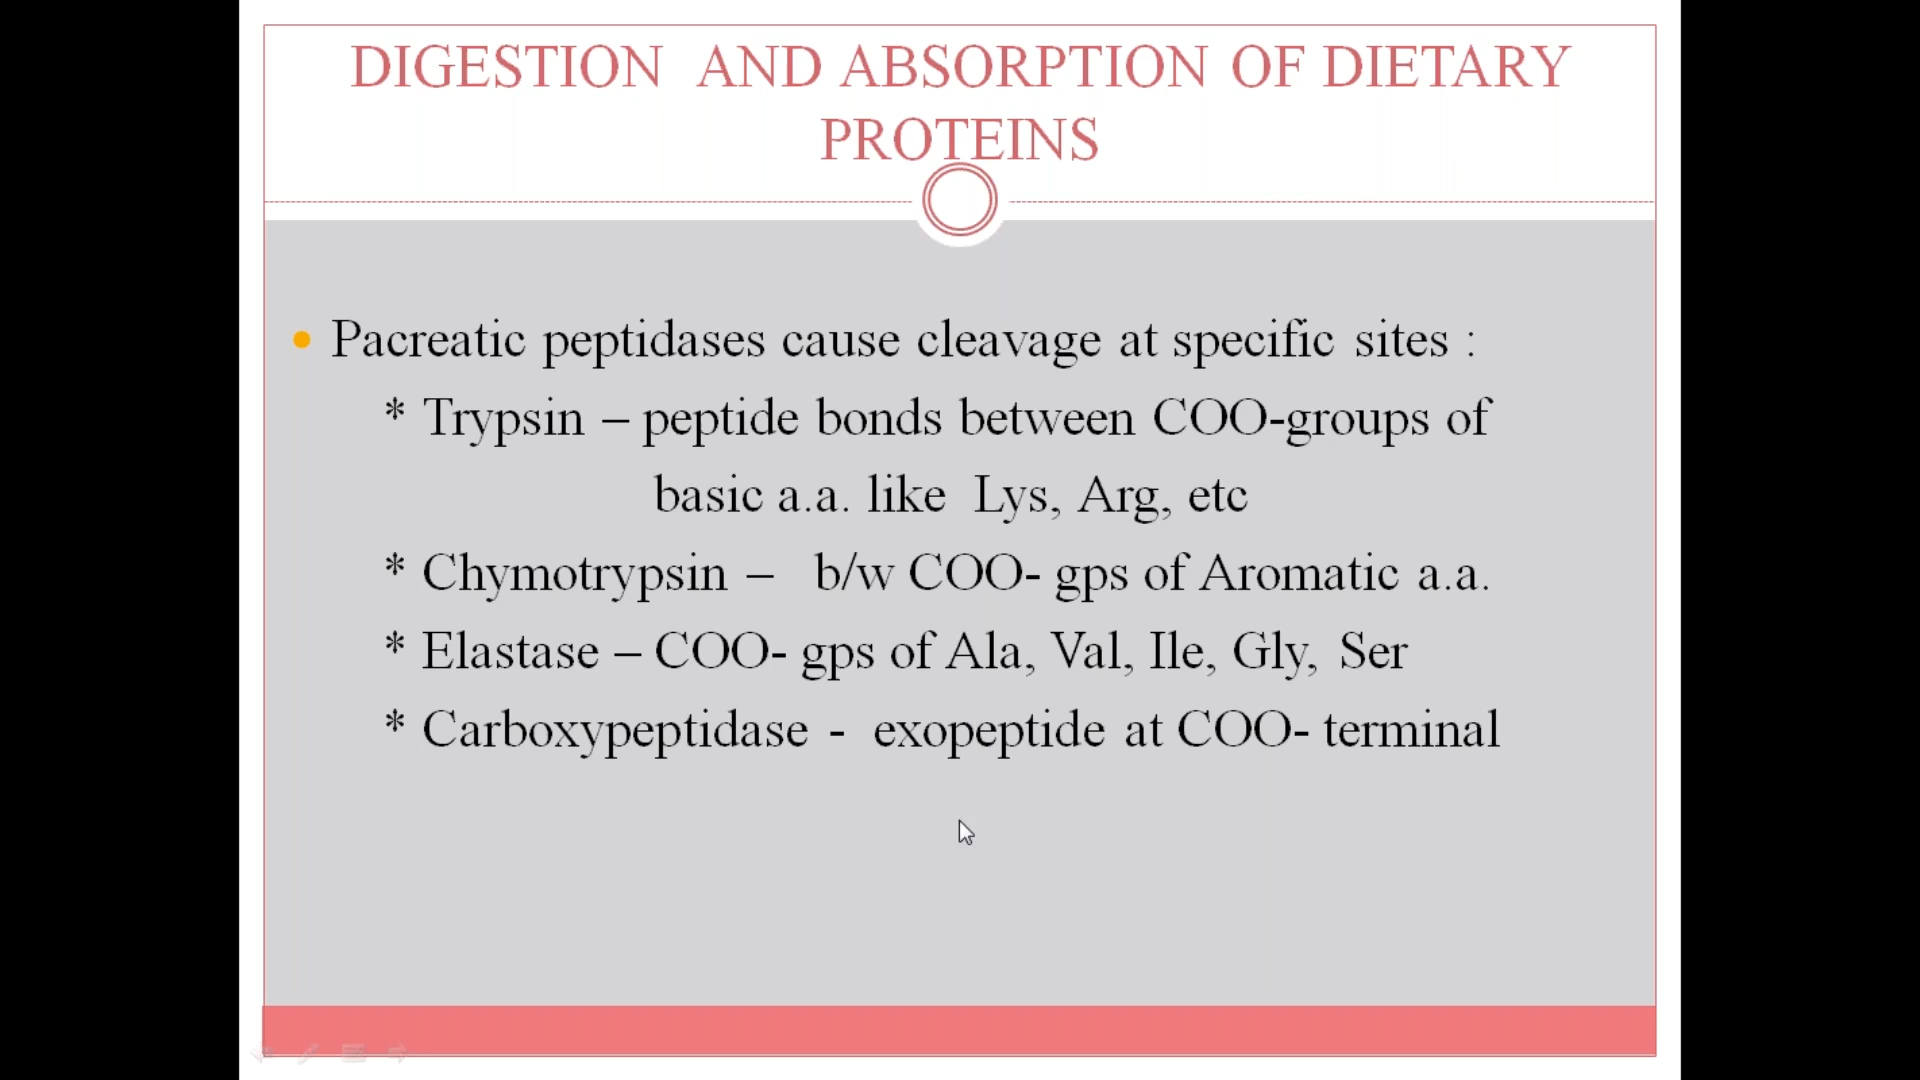 DIGESTION AND ABSORPTION OF DIETARY
PROTEINS
• Pacreatic peptidases cause cleavage at specific sites :
* Trypsin – peptide bonds between COO-groups of
basic a.a. like Lys, Arg, etc
* Chymotrypsin – b/w COO- gps of Aromatic a.a.
* Elastase – COO- gps of Ala, Val, Ile, Gly, Ser
* Carboxypeptidase - exopeptide at COO- terminal